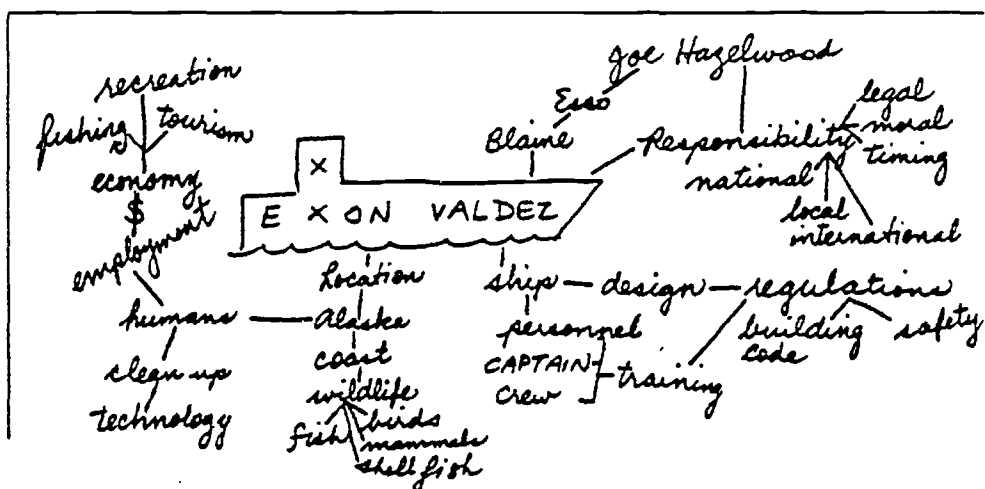 recreation
fishing
tourism
economy
$
employment
humans
clean up
technology
X
E X ON VALDEZ
Location
Alaska
coast
wildlife
fish
birds
mammals
shell fish
Joe Hazelwood
Esso
Blaine
Responsibility
legal
moral
timing
national
local
international
ship
design
regulations
personnel
CAPTAIN
crew
training
building
code
safety